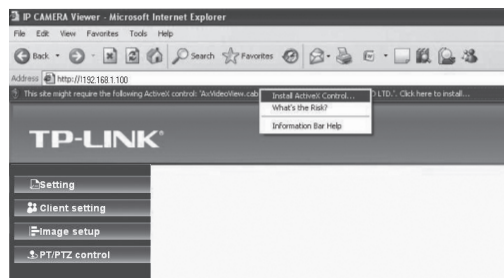 IP CAMERA Viewer - Microsoft Internet Explorer
File Edit View Favorites Tools Help
Back Search Favorites
Address http://192.168.1.100
This site might require the following ActiveX control: 'AxVideoView.cab' LTD.'. Click here to install...
Install ActiveX Control...
What's the Risk?
Information Bar Help
TP-LINK®
Setting
Client setting
Image setup
PT/PTZ control